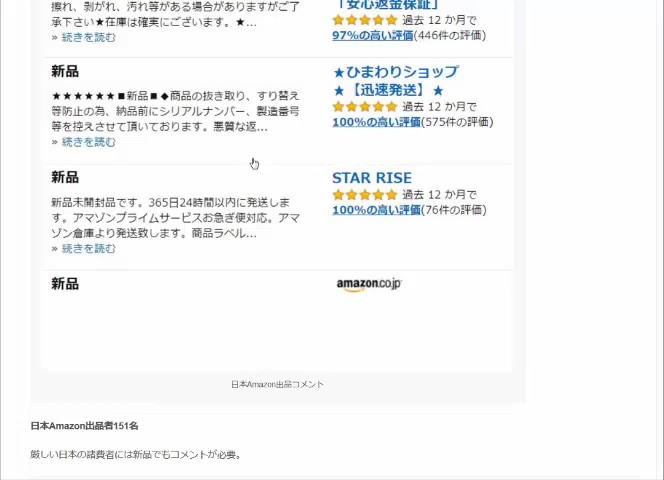 擦れ、剥がれ、汚れ等がある場合がありますがご了
承下さい★在庫は確実にございます。★...
» 続きを読む
「安心返金保証」
過去 12 か月で
97%の高い評価(446件の評価)
新品
★★★★★★■新品■◆商品の抜き取り、すり替え
等防止の為、納品前にシリアルナンバー、製造番号
等を控えさせて頂いております。悪質な返...
» 続きを読む
★ひまわりショップ
★【迅速発送】★
過去 12 か月で
100%の高い評価(575件の評価)
新品
新品未開封品です。365日24時間以内に発送しま
す。アマゾンプライムサービスお急ぎ便対応。アマ
ゾン倉庫より発送致します。商品ラベル...
» 続きを読む
STAR RISE
過去 12 か月で
100%の高い評価(76件の評価)
新品
amazon.co.jp
日本Amazon出品コメント
日本Amazon出品者151名
厳しい日本の諸費者には新品でもコメントが必要。